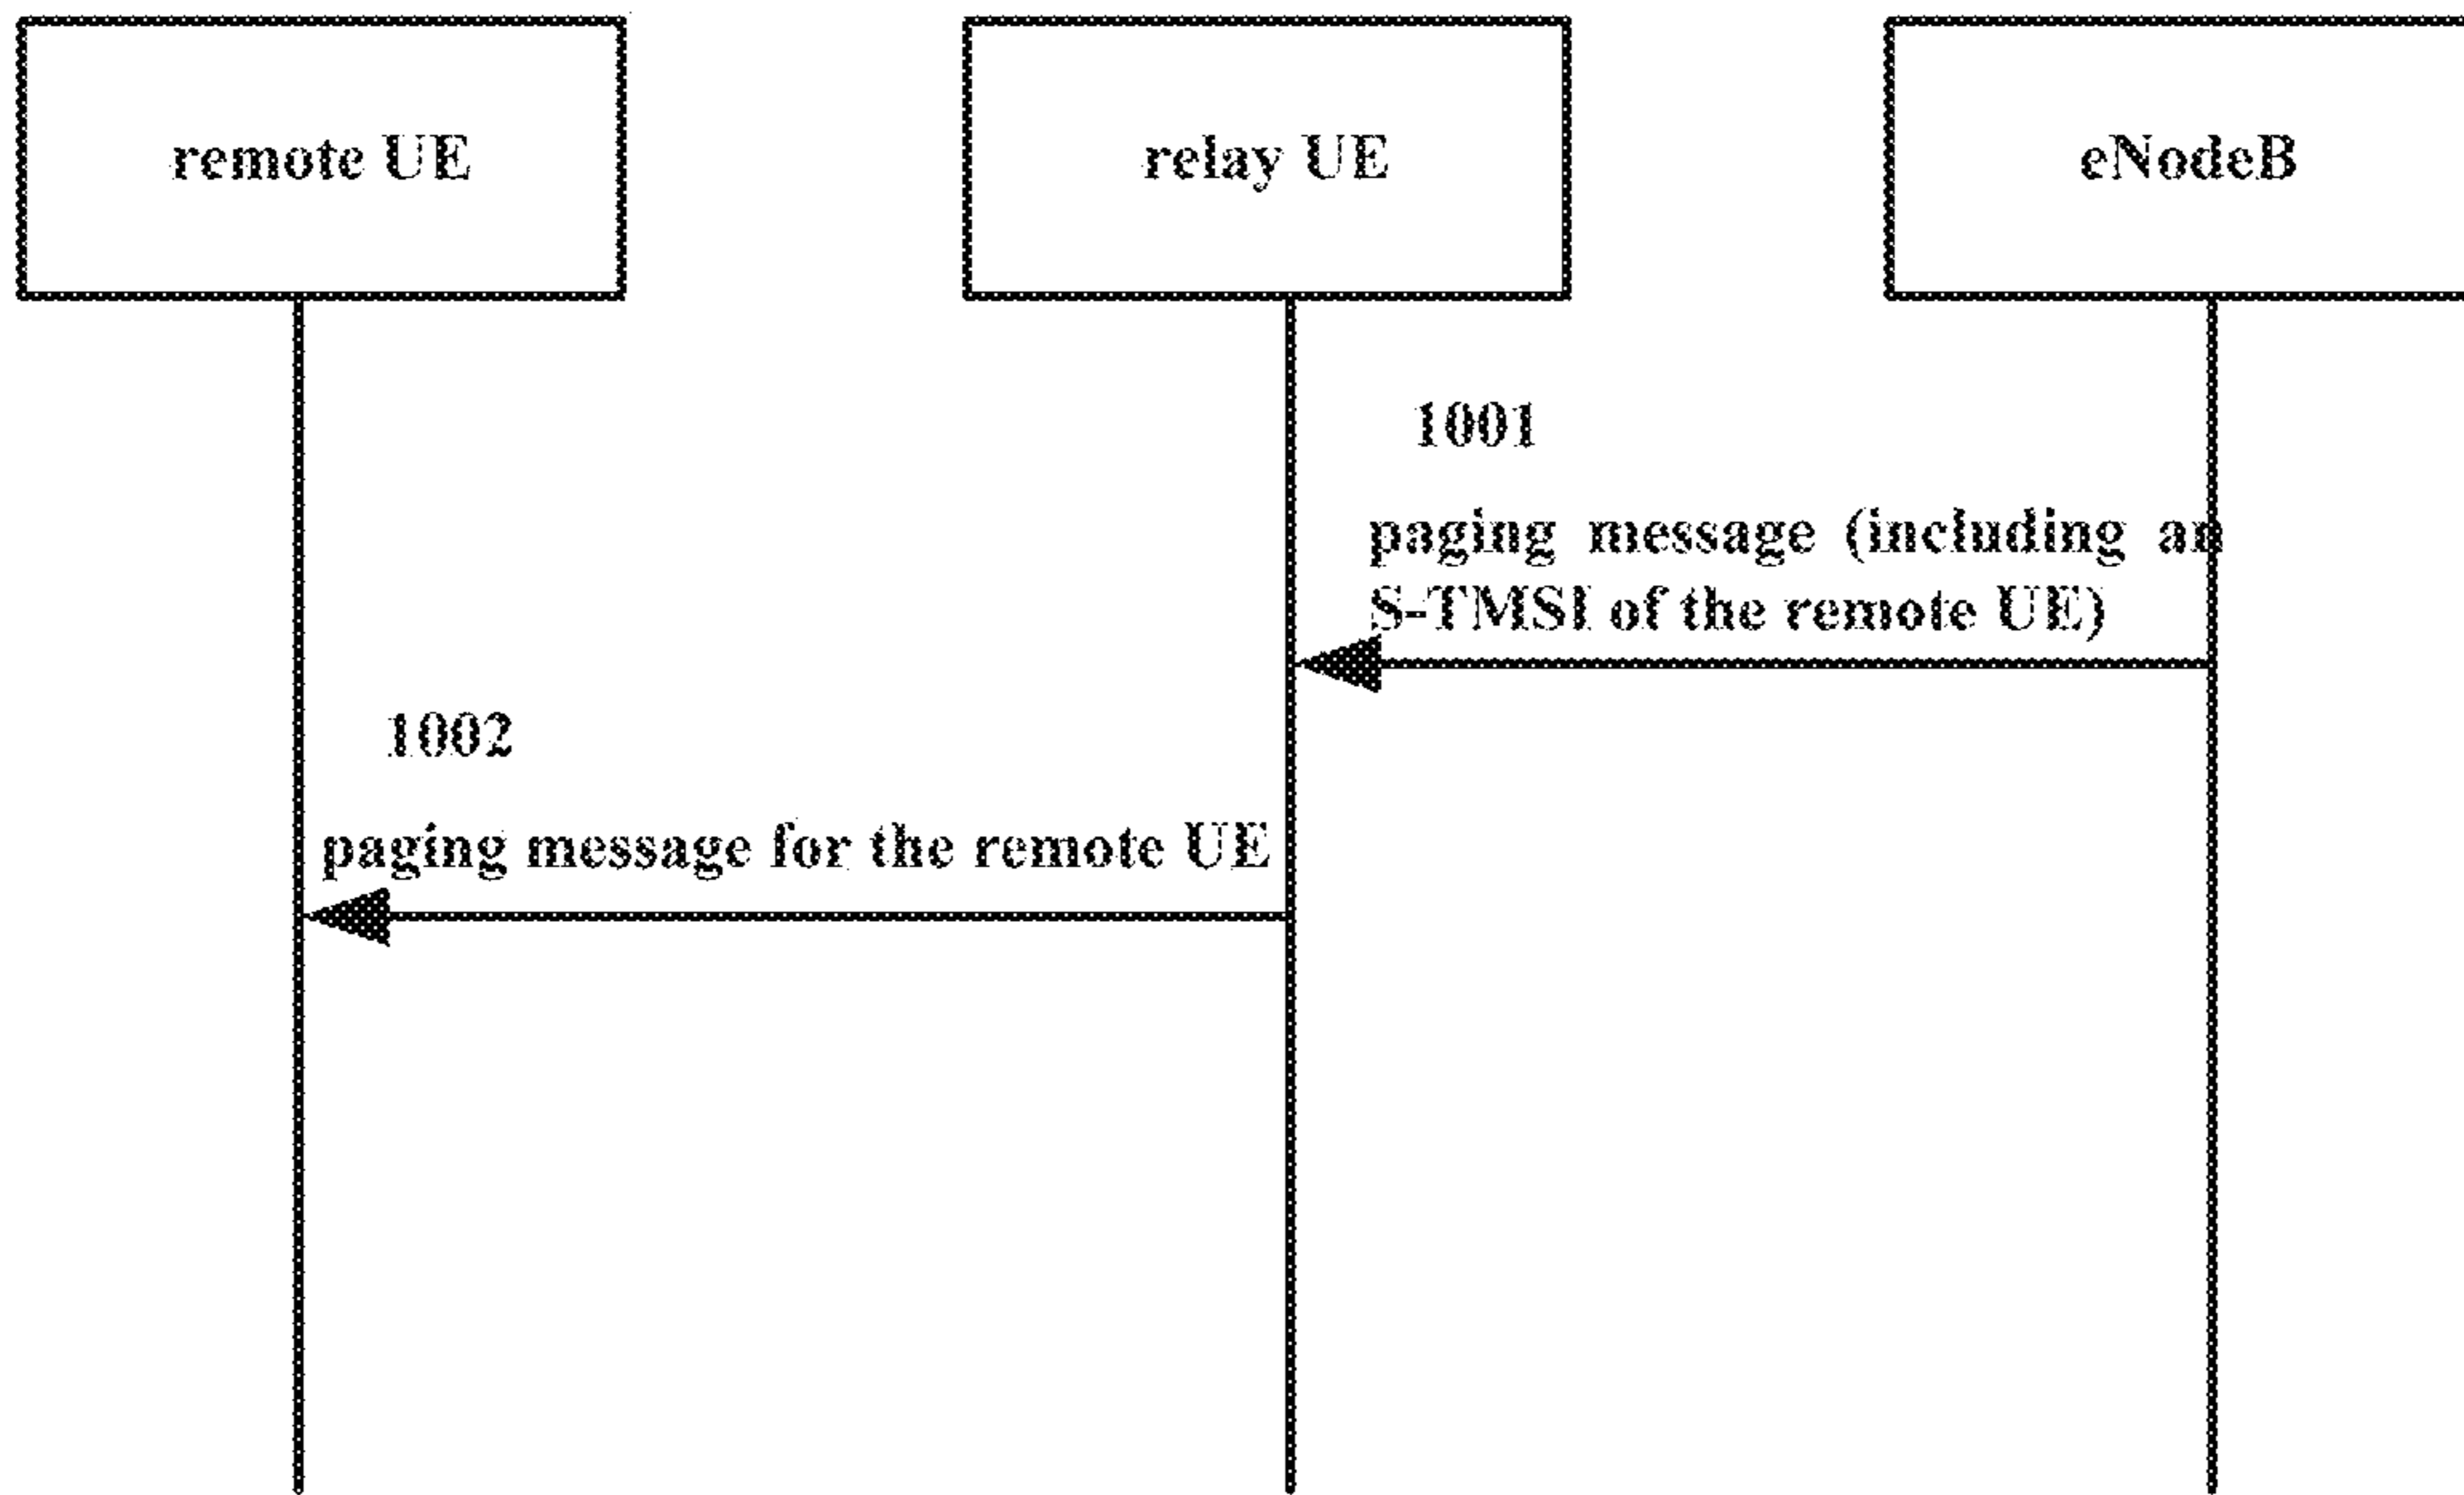 remote UE
relay UE
eNodeB
1001
paging message (including an
S-TMSI of the remote UE)
1002
paging message for the remote UE